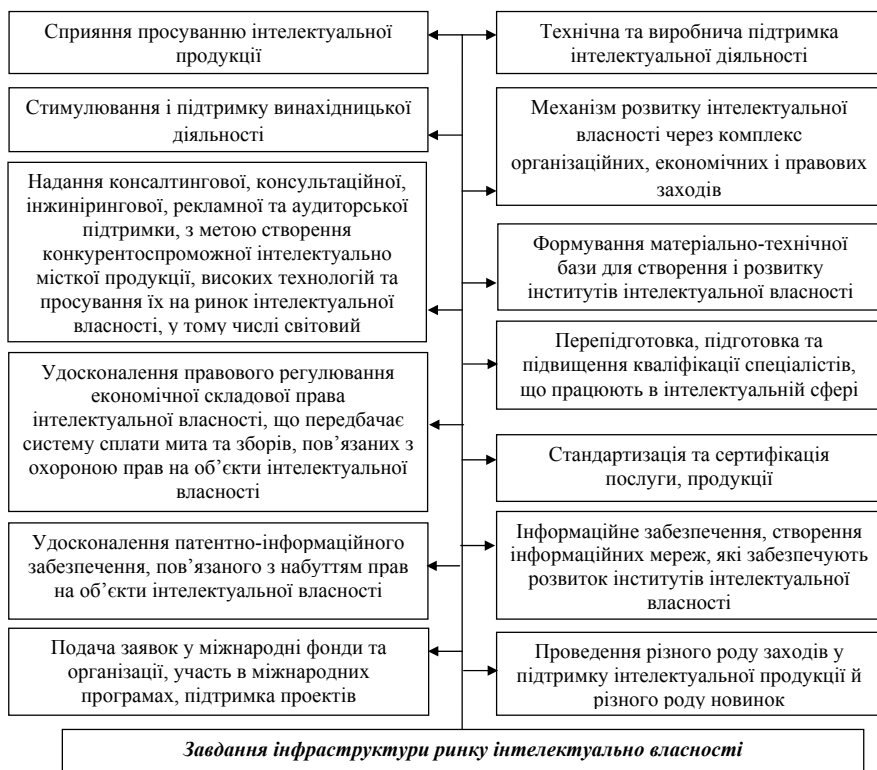 Сприяння просуванню інтелектуальної
продукції
Стимулювання і підтримку винахідницької
діяльності
Надання консалтингової, консультаційної,
інжинірингової, рекламної та аудиторської
підтримки, з метою створення
конкурентоспроможної інтелектуально
місткої продукції, високих технологій та
просування їх на ринок інтелектуальної
власності, у тому числі світовий
Удосконалення правового регулювання
економічної складової права
інтелектуальної власності, що передбачає
систему сплати мита та зборів, пов’язаних з
охороною прав на об’єкти інтелектуальної
власності
Удосконалення патентно-інформаційного
забезпечення, пов’язаного з набуттям прав
на об’єкти інтелектуальної власності
Подача заявок у міжнародні фонди та
організації, участь в міжнародних
програмах, підтримка проектів
Технічна та виробнича підтримка
інтелектуальної діяльності
Механізм розвитку інтелектуальної
власності через комплекс
організаційних, економічних і правових
заходів
Формування матеріально-технічної
бази для створення і розвитку
інститутів інтелектуальної власності
Перепідготовка, підготовка та
підвищення кваліфікації спеціалістів,
що працюють в інтелектуальній сфері
Стандартизація та сертифікація
послуги, продукції
Інформаційне забезпечення, створення
інформаційних мереж, які забезпечують
розвиток інститутів інтелектуальної
власності
Проведення різного роду заходів у
підтримку інтелектуальної продукції й
різного роду новинок
Завдання інфраструктури ринку інтелектуально власності